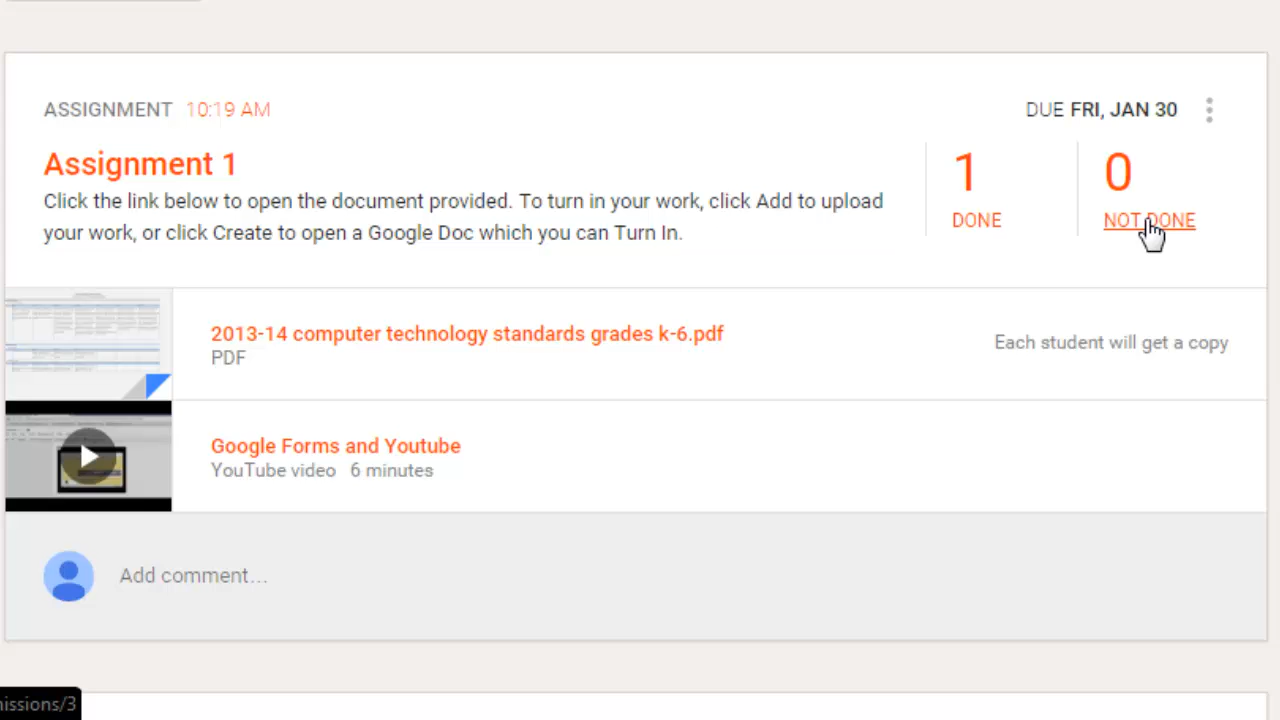 ASSIGNMENT 10:19 AM
DUE FRI, JAN 30
Assignment 1
Click the link below to open the document provided. To turn in your work, click Add to upload
your work, or click Create to open a Google Doc which you can Turn In.
1
DONE
0
NOT DONE
2013-14 computer technology standards grades k-6.pdf
PDF
Each student will get a copy
Google Forms and Youtube
YouTube video 6 minutes
Add comment...
issions/3